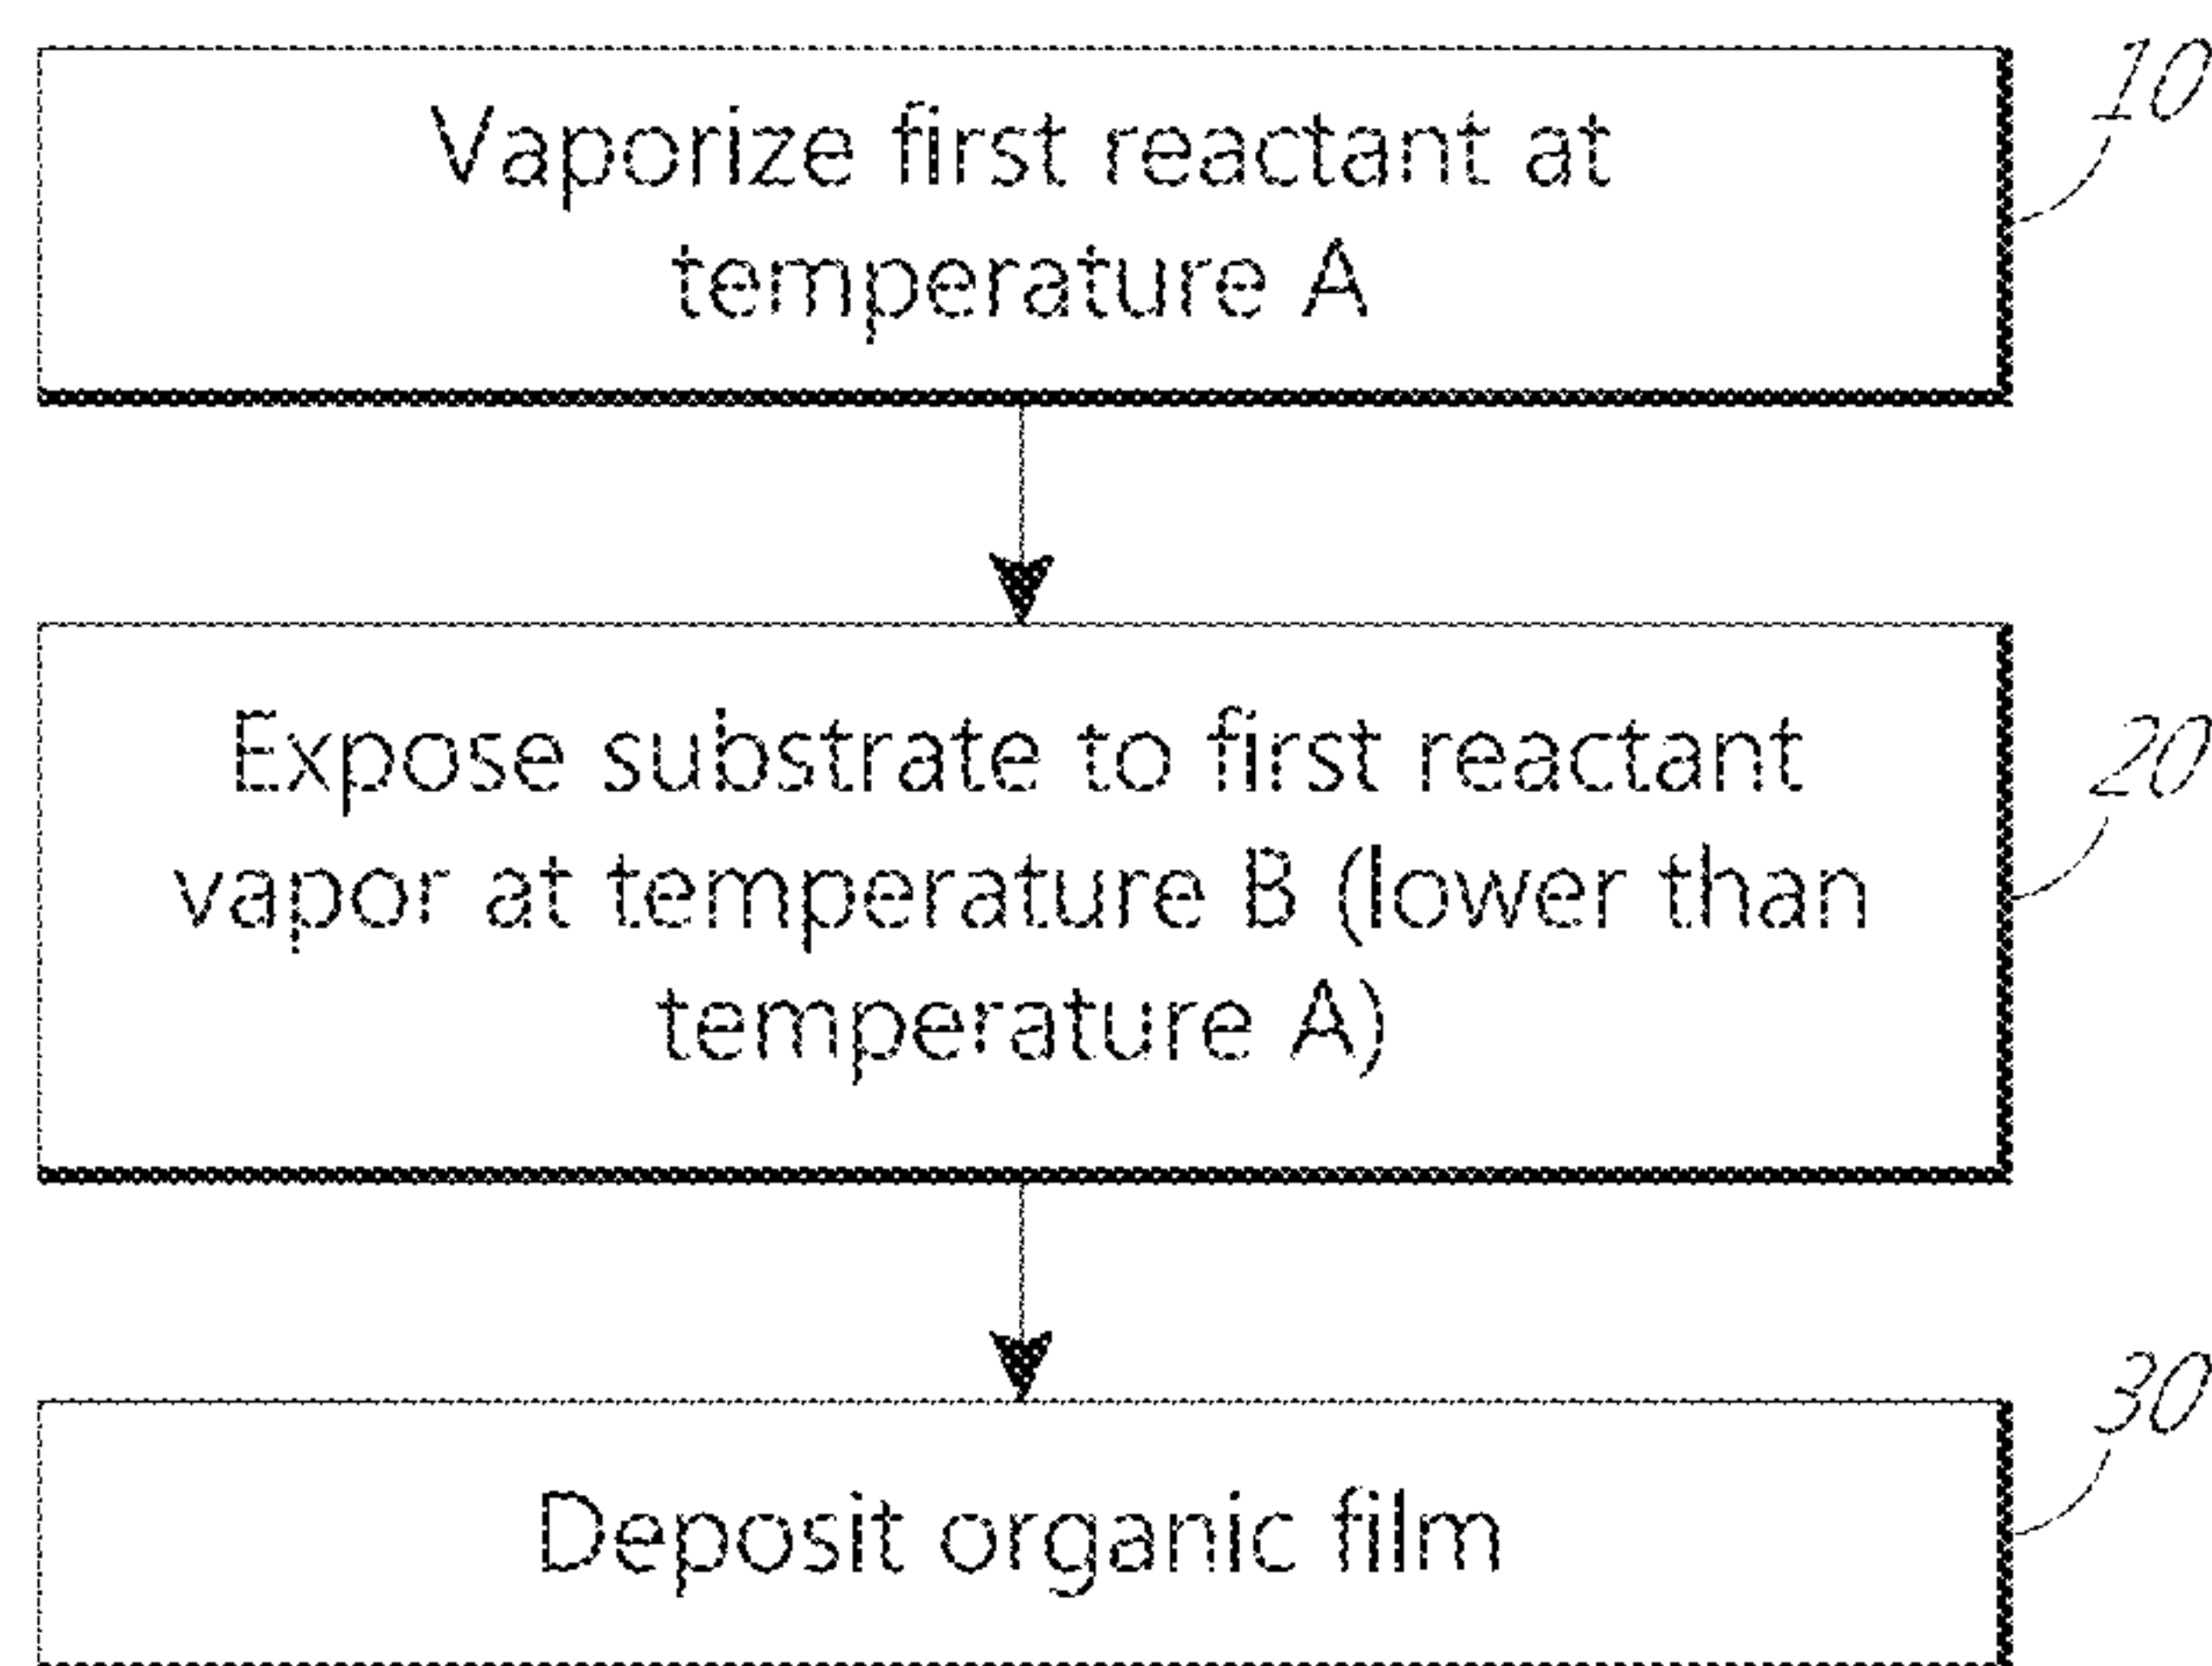 10
Vaporize first reactant at
temperature A
20
Expose substrate to first reactant
vapor at temperature B (lower than
temperature A)
30
Deposit organic film